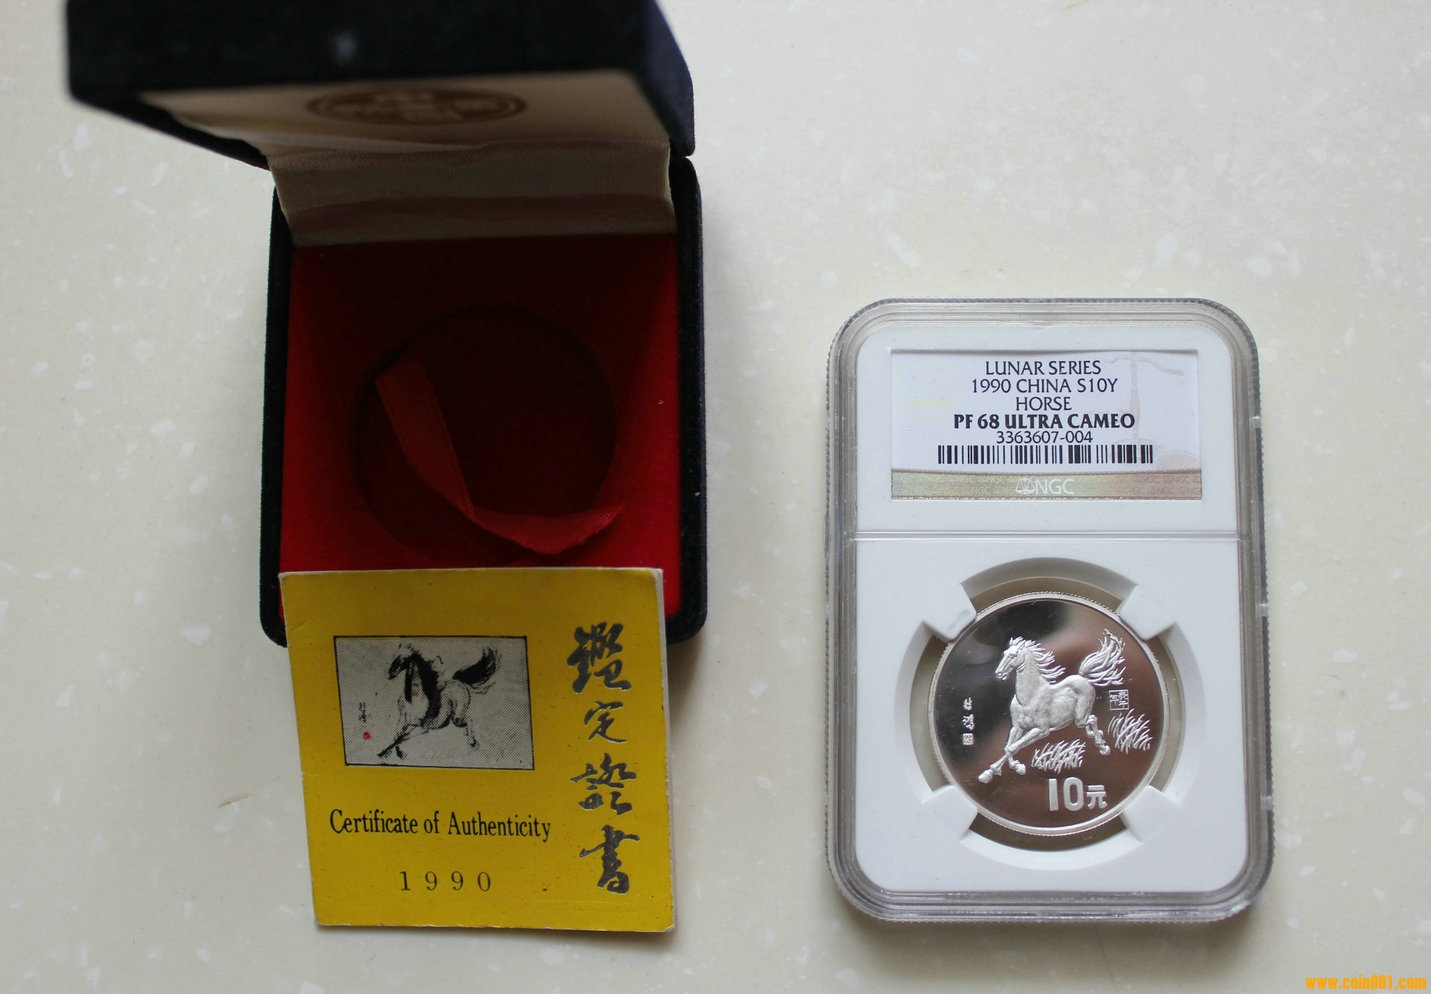 鑑定證書
Certificate of Authenticity
1990
LUNAR SERIES
1990 CHINA S10Y
HORSE
PF 68 ULTRA CAMEO
3363607-004
NGC
10元
www.coin001.com